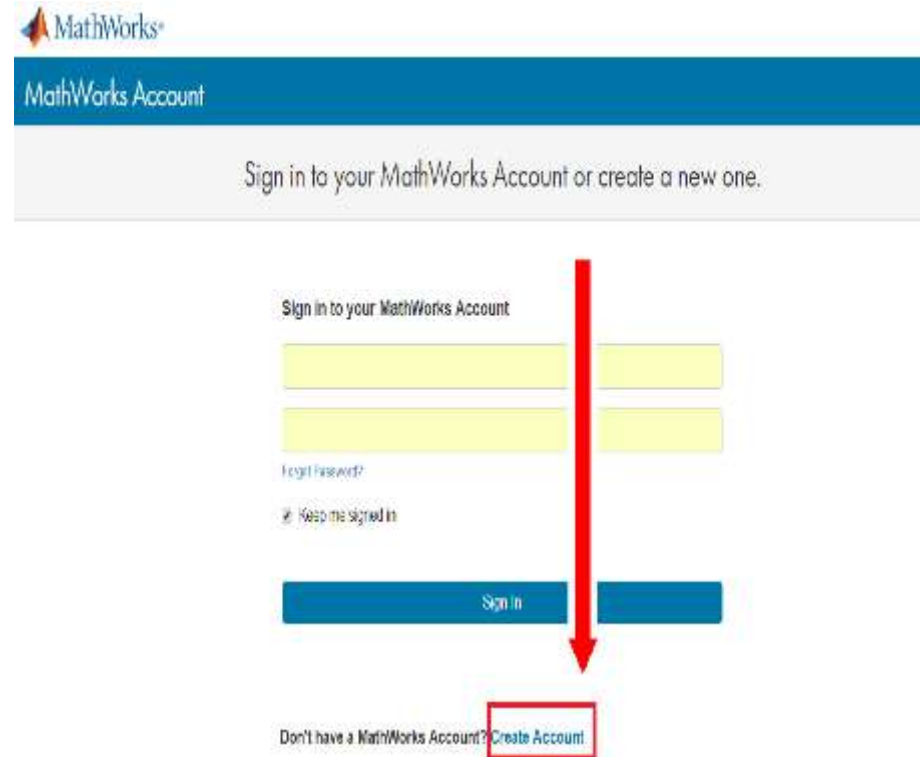 MathWorks®
MathWorks Account
Sign in to your MathWorks Account or create a new one.
Sign in to your MathWorks Account
Forgot Password?
Keep me signed in
Sign In
Don't have a MathWorks Account? Create Account